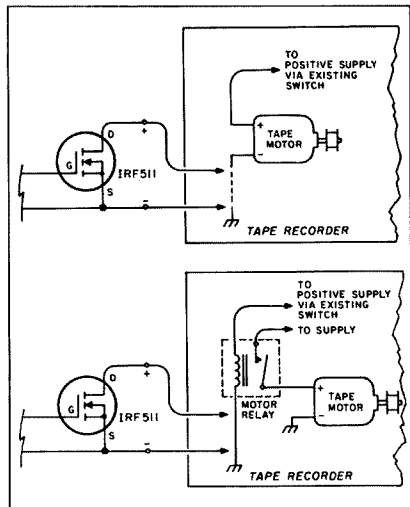 TO
POSITIVE SUPPLY
VIA EXISTING
SWITCH
D
+
+
TAPE
MOTOR
-
G
IRF511
S
-
TAPE RECORDER
TO
POSITIVE SUPPLY
VIA EXISTING
SWITCH
TO SUPPLY
D
+
+
TAPE
MOTOR
-
MOTOR
RELAY
G
IRF511
S
-
TAPE RECORDER